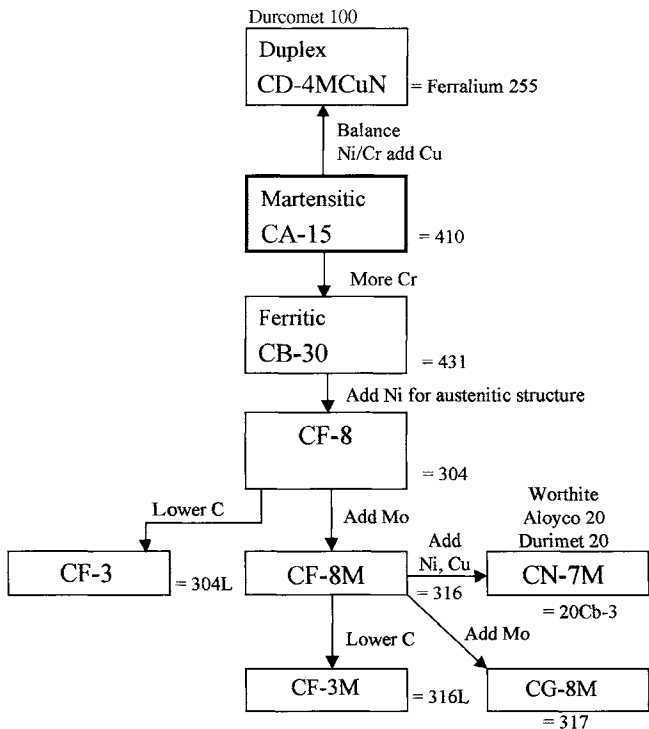 Durcomet 100
Duplex
CD-4MCuN
= Ferralium 255
Balance
Ni/Cr add Cu
Martensitic
CA-15
= 410
More Cr
Ferritic
CB-30
= 431
Add Ni for austenitic structure
CF-8
= 304
Lower C
Add Mo
Worthite
Aloyco 20
Durimet 20
CF-3
= 304L
CF-8M
= 316
Add
Ni, Cu
CN-7M
= 20Cb-3
Lower C
Add Mo
CF-3M
= 316L
CG-8M
= 317